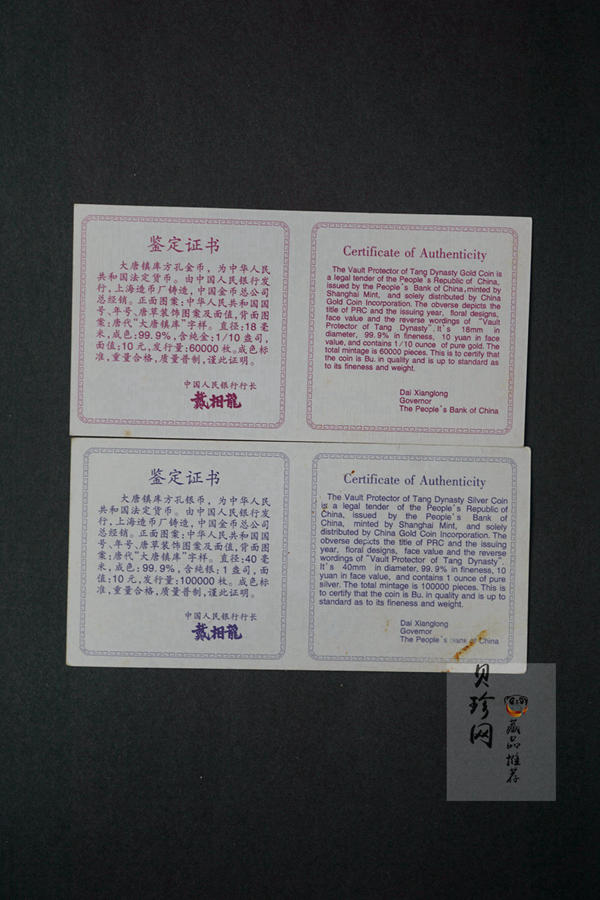 鉴定证书
大唐镇库方孔金币，为中华人民
共和国法定货币。由中国人民银行发
行，上海造币厂铸造，中国金币总公司
总经销。正面图案:中华人民共和国国
号、年号、唐草装饰图案及面值，背面图
案:唐代“大唐镇库”字样。直径:18毫
米，成色:99.9%，含纯金:1/10盎司，
面值:10元，发行量:60000枚。成色标
准，重量合格，质量普制，谨此证明。
中国人民银行行长
戴相龍
Certificate of Authenticity
The Vault Protector of Tang Dynasty Gold Coin is
a legal tender of the People's Republic of China,
issued by the People's Bank of China,minted by
Shanghai Mint, and solely distributed by China
Gold Coin Incorporation. The obverse depicts the
title of PRC and the issuing year, floral designs,
face value and the reverse wordings of "Vault
Protector of Tang Dynasty". It's 18mm in
diameter, 99.9% in fineness, 10 yuan in face
value, and contains 1/10 ounce of pure gold. The
total mintage is 60000 pieces. This is to certify that
the coin is Bu. in quality and is up to standard as
to its fineness and weight.
Dai Xianglong
Governor
The People's Bank of China
鉴定证书
大唐镇库方孔银币，为中华人民
共和国法定货币。由中国人民银行发
行，上海造币厂铸造，中国金币总公司
总经销。正面图案:中华人民共和国国
号、年号、唐草装饰图案及面值，背面图
案:唐代“大唐镇库”字样。直径:40毫
米，成色:99.9%，含纯银:1盎司，面
值:10元，发行量:100000枚。成色标
准，重量合格，质量普制，谨此证明。
中国人民银行行长
戴相龍
Certificate of Authenticity
The Vault Protector of Tang Dynasty Silver Coin
is a legal tender of the People's Republic of
China, issued by the People's Bank of
China, minted by Shanghai Mint, and solely
distributed by China Gold Coin Incorporation. The
obverse depicts the title of PRC and the issuing
year, floral designs, face value and the reverse
wordings of "Vault Protector of Tang Dynasty".
It's 40mm in diameter, 99.9% in fineness, 10
yuan in face value, and contains 1 ounce of pure
silver. The total mintage is 100000 pieces. This is
to certify that the coin is Bu. in quality and is up to
standard as to its fineness and weight.
Dai Xianglong
Governor
The People's Bank of China
贝珍网
藏品推荐